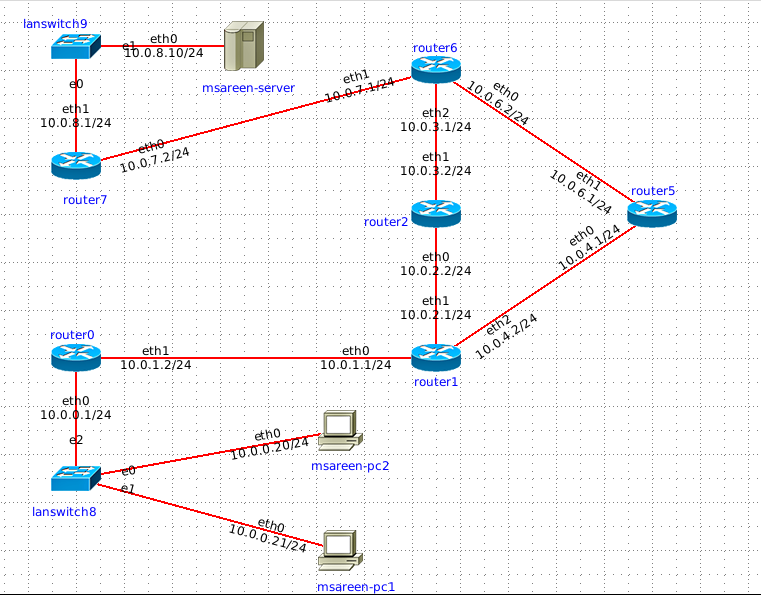 lanswitch9
e1
eth0
10.0.8.10/24
msareen-server
e0
eth1
10.0.8.1/24
router7
eth0
10.0.7.2/24
router6
eth1
10.0.7.1/24
eth2
10.0.3.1/24
eth0
10.0.6.2/24
eth1
10.0.3.2/24
eth1
10.0.6.1/24
router5
router2
eth0
10.0.4.1/24
eth0
10.0.2.2/24
eth1
10.0.2.1/24
eth2
10.0.4.2/24
router0
eth1
10.0.1.2/24
eth0
10.0.1.1/24
router1
eth0
10.0.0.1/24
e2
eth0
10.0.0.20/24
msareen-pc2
e0
e1
lanswitch8
eth0
10.0.0.21/24
msareen-pc1